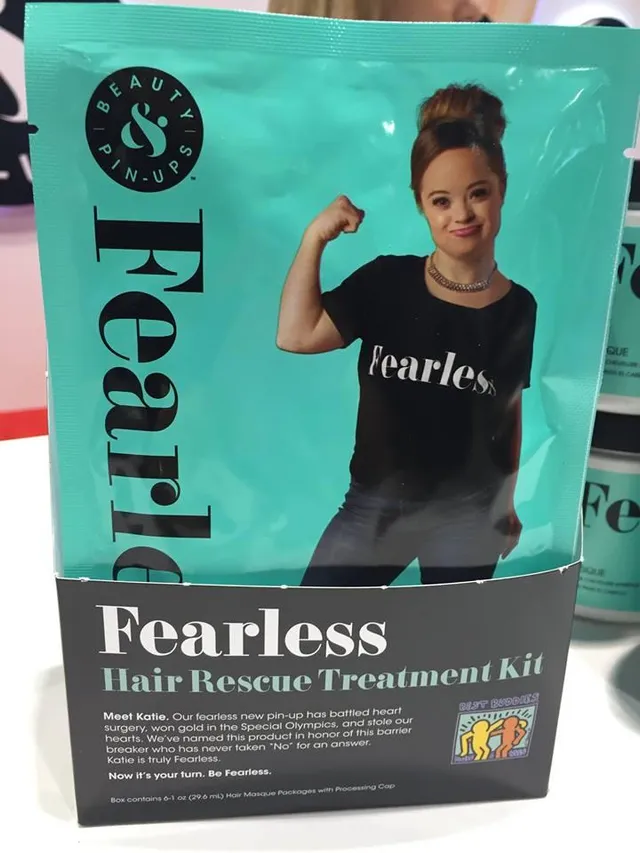 BEAUTY
&
PIN-UPS
Fearle
Fearless
Fearless
Hair Rescue Treatment Kit
Meet Katie. Our fearless new pin-up has battled heart
surgery, won gold in the Special Olympics, and stole our
hearts. We've named this product in honor of this barrier
breaker who has never taken "No" for an answer.
Katie is truly Fearless.
Now it's your turn. Be Fearless.
Box contains 6-1 oz (29.6 mL) Hair Masque Packages with Processing Cap
BEST BUDDIES
Fe
QUE
Fe
QUE